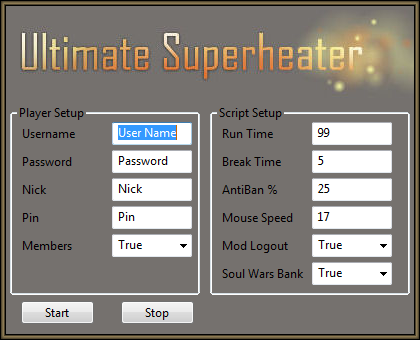 Ultimate Superheater
Player Setup
Username User Name
Password Password
Nick Nick
Pin Pin
Members True
Script Setup
Run Time 99
Break Time 5
AntiBan % 25
Mouse Speed 17
Mod Logout True
Soul Wars Bank True
Start Stop